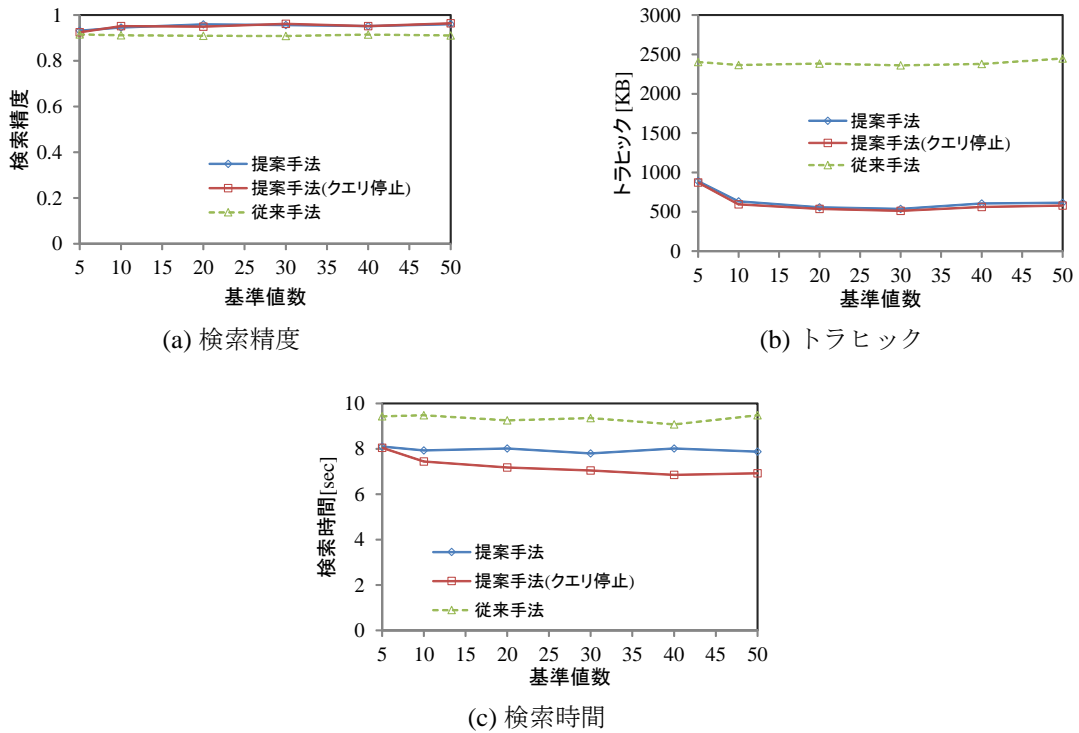 1
0.8
0.6
0.4
0.2
0
検索精度
提案手法
提案手法(クエリ停止)
従来手法
5 10 15 20 25 30 35 40 45 50
基準値数
(a) 検索精度
3000
2500
2000
1500
1000
500
0
トラヒック [KB]
提案手法
提案手法(クエリ停止)
従来手法
5 10 15 20 25 30 35 40 45 50
基準値数
(b) トラヒック
10
8
6
4
2
0
検索時間[sec]
提案手法
提案手法(クエリ停止)
従来手法
5 10 15 20 25 30 35 40 45 50
基準値数
(c) 検索時間